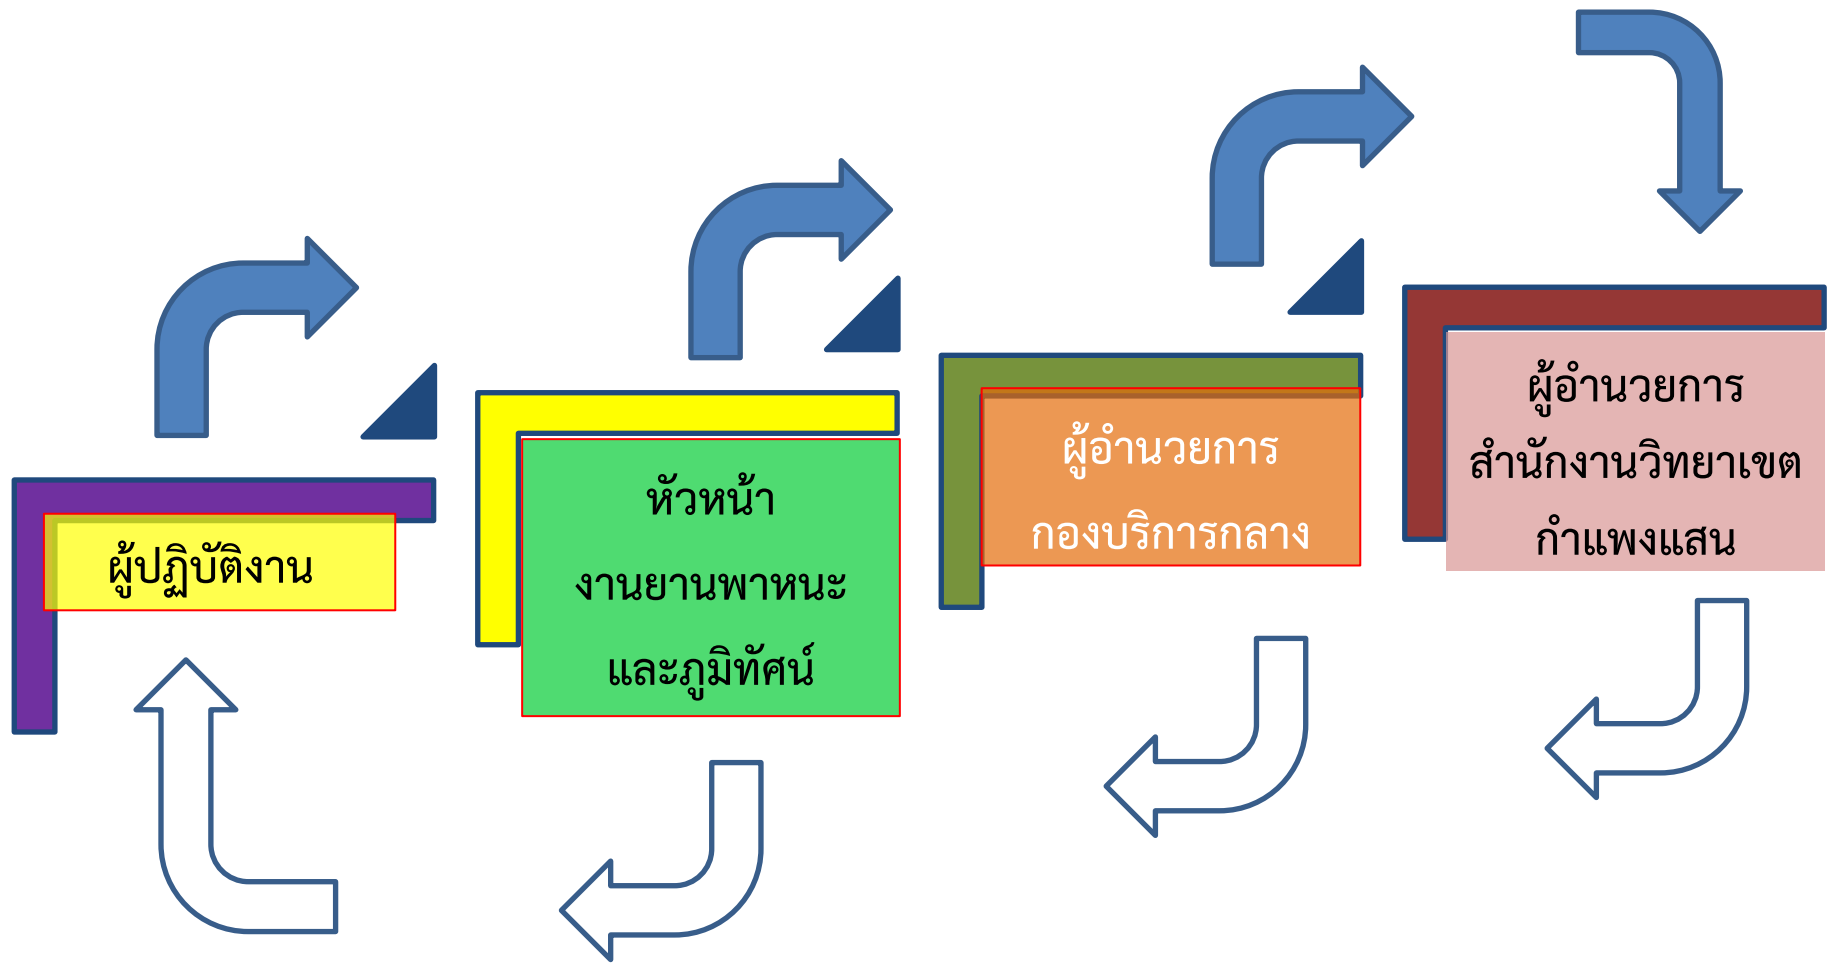 ผู้ปฏิบัติงาน
หัวหน้า
งานยานพาหนะ
และภูมิทัศน์
ผู้อำนวยการ
กองบริการกลาง
ผู้อำนวยการ
สำนักงานวิทยาเขต
กำแพงแสน